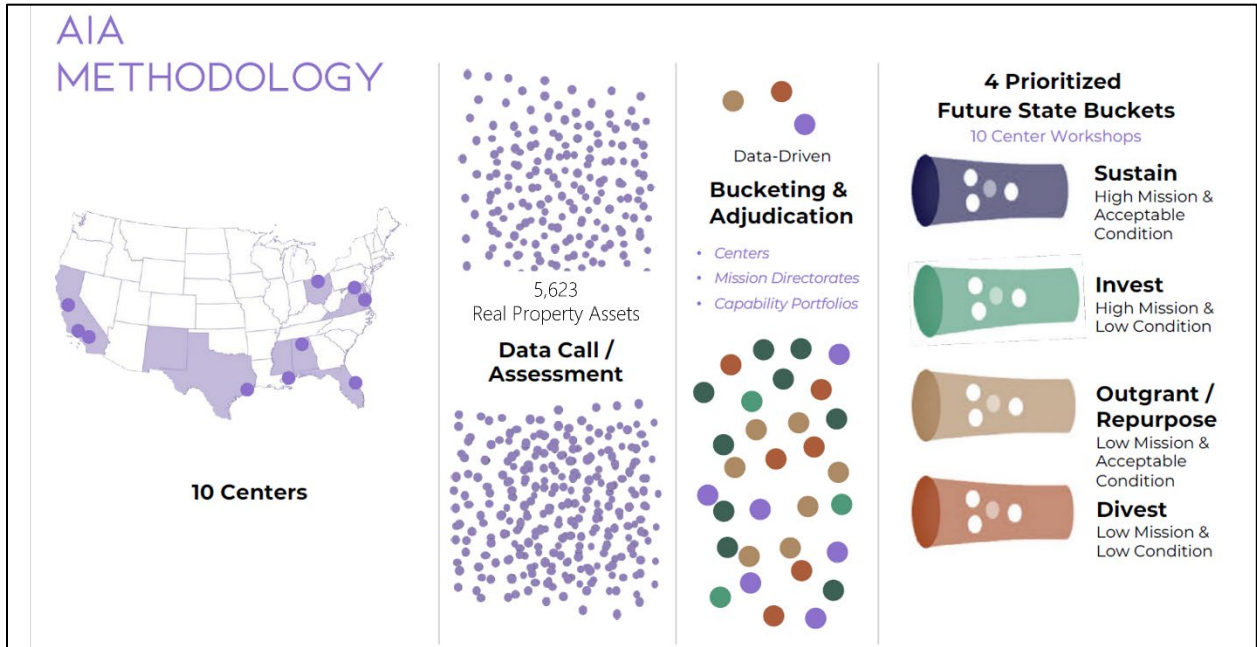 AIA
METHODOLOGY
10 Centers
5,623
Real Property Assets
Data Call /
Assessment
Data-Driven
Bucketing &
Adjudication
• Centers
• Mission Directorates
• Capability Portfolios
4 Prioritized
Future State Buckets
10 Center Workshops
Sustain
High Mission &
Acceptable
Condition
Invest
High Mission &
Low Condition
Outgrant /
Repurpose
Low Mission &
Acceptable
Condition
Divest
Low Mission &
Low Condition